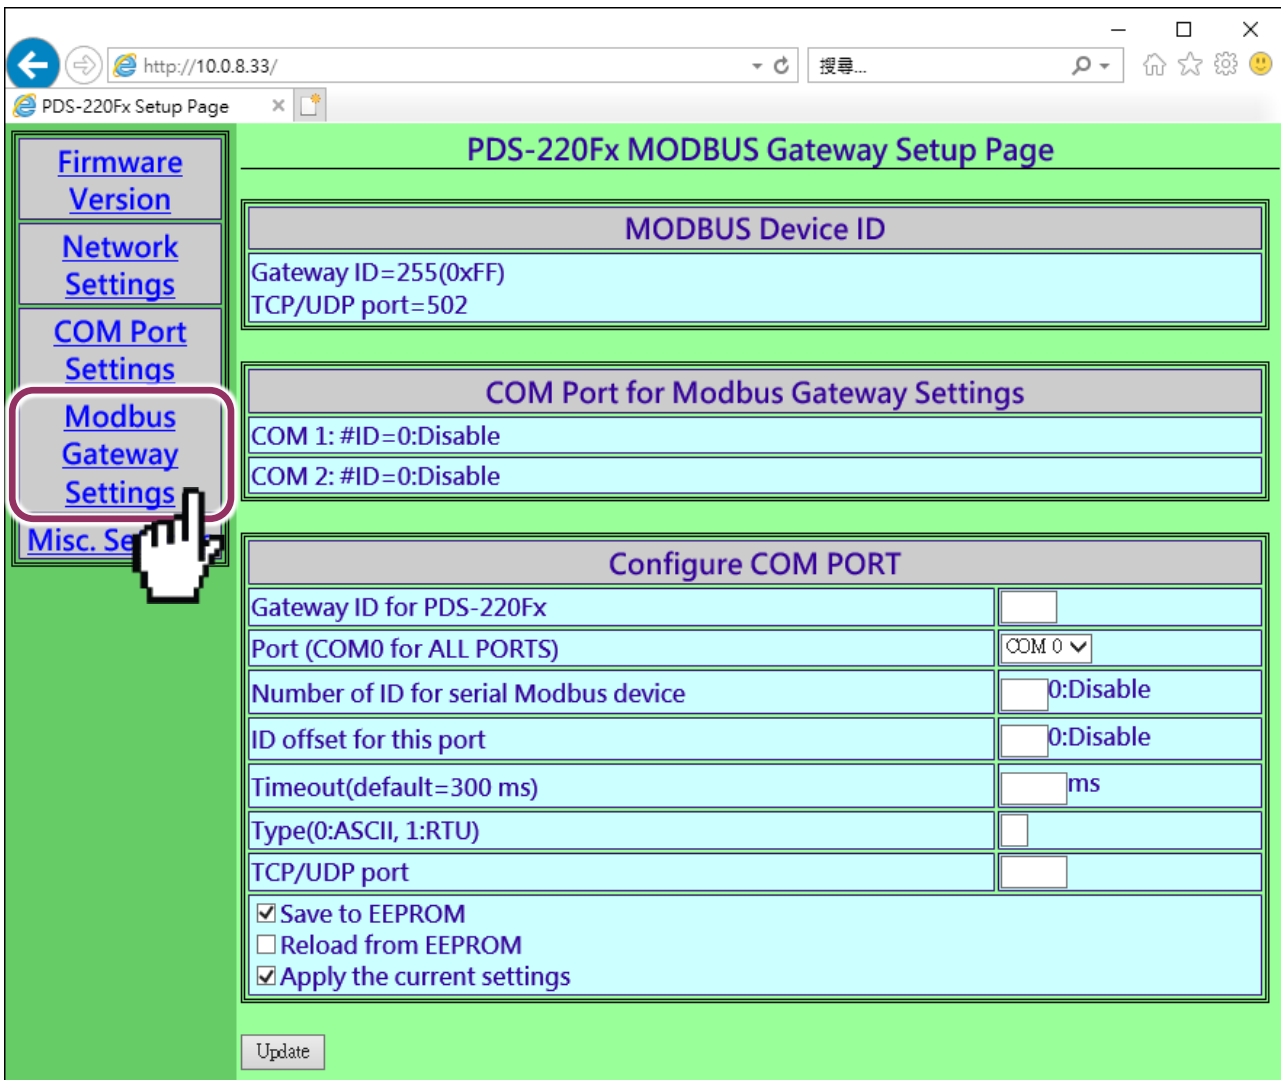 http://10.0.8.33/
搜尋...
PDS-220Fx Setup Page
Firmware
Version
Network
Settings
COM Port
Settings
Modbus
Gateway
Settings
Misc. Se
PDS-220Fx MODBUS Gateway Setup Page
MODBUS Device ID
Gateway ID=255(0xFF)
TCP/UDP port=502
COM Port for Modbus Gateway Settings
COM 1: #ID=0:Disable
COM 2: #ID=0:Disable
Configure COM PORT
Gateway ID for PDS-220Fx
Port (COM0 for ALL PORTS) COM 0
Number of ID for serial Modbus device 0:Disable
ID offset for this port 0:Disable
Timeout(default=300 ms) ms
Type(0:ASCII, 1:RTU)
TCP/UDP port
Save to EEPROM
Reload from EEPROM
Apply the current settings
Update